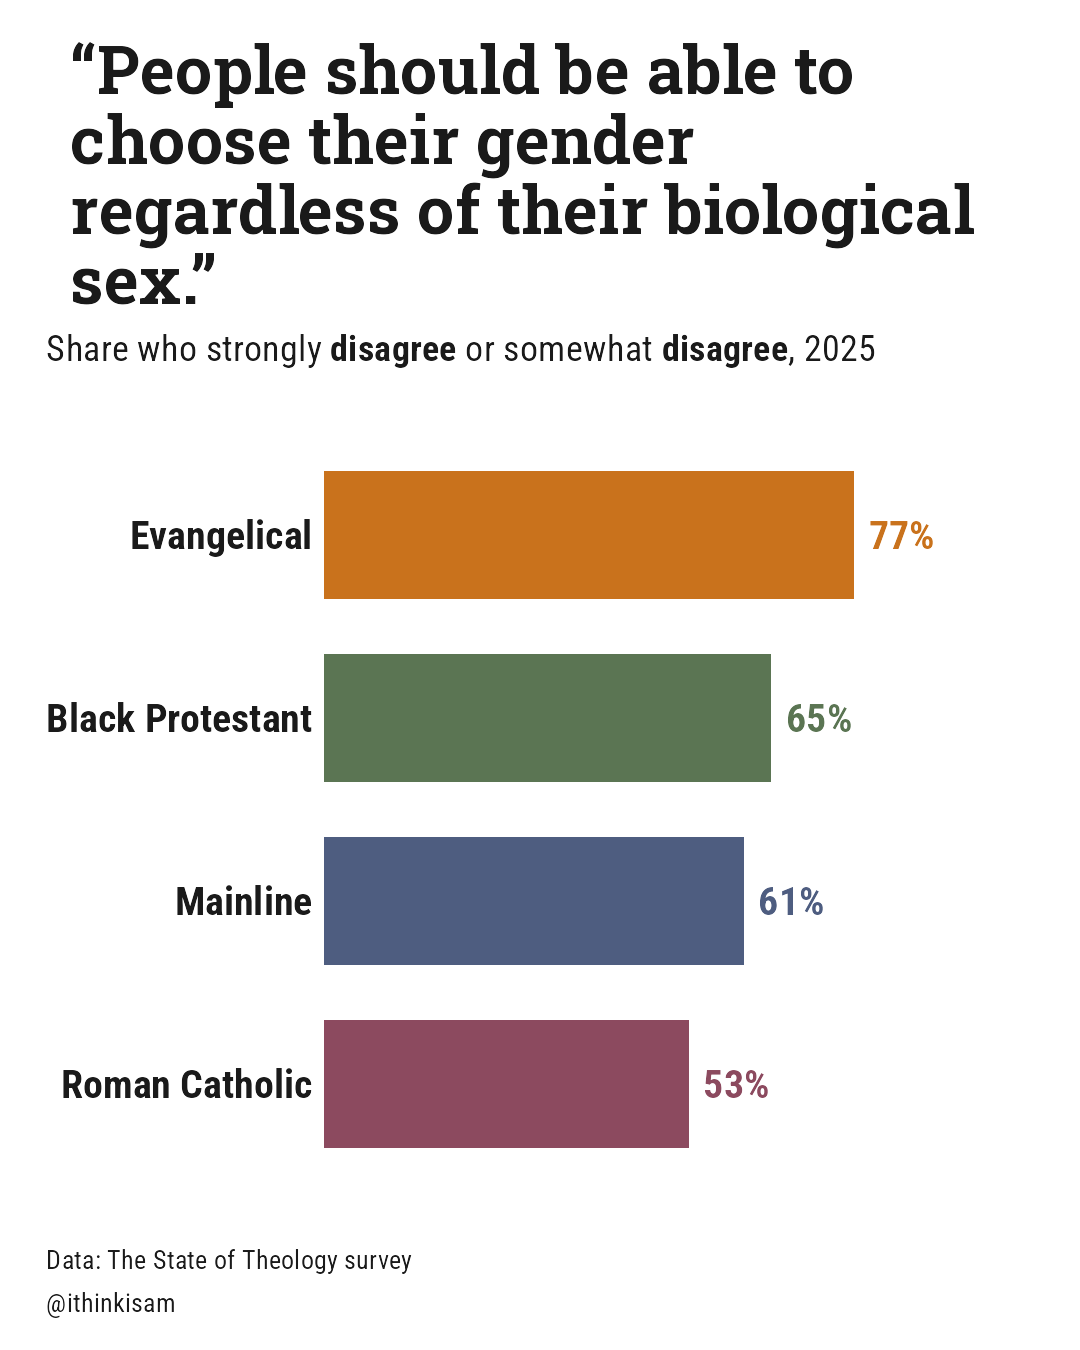 “People should be able to
choose their gender
regardless of their biological
sex.”
Share who strongly disagree or somewhat disagree, 2025
Evangelical 77%
Black Protestant 65%
Mainline 61%
Roman Catholic 53%
Data: The State of Theology survey
@ithinkisam